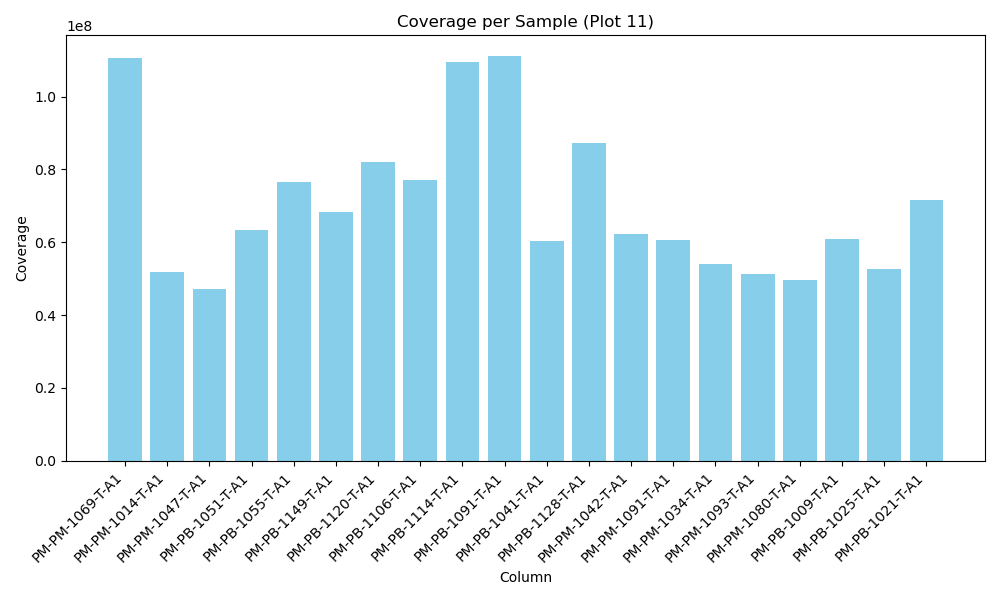 Coverage per Sample (Plot 11)
1e8
1.0
0.8
0.6
0.4
0.2
0.0
Coverage
PM-PM-1069-T-A1
PM-PM-1014-T-A1
PM-PM-1047-T-A1
PM-PB-1051-T-A1
PM-PB-1055-T-A1
PM-PB-1149-T-A1
PM-PB-1120-T-A1
PM-PB-1106-T-A1
PM-PB-1114-T-A1
PM-PB-1091-T-A1
PM-PB-1041-T-A1
PM-PB-1128-T-A1
PM-PM-1042-T-A1
PM-PM-1091-T-A1
PM-PM-1034-T-A1
PM-PM-1093-T-A1
PM-PM-1080-T-A1
PM-PB-1009-T-A1
PM-PB-1025-T-A1
PM-PB-1021-T-A1
Column